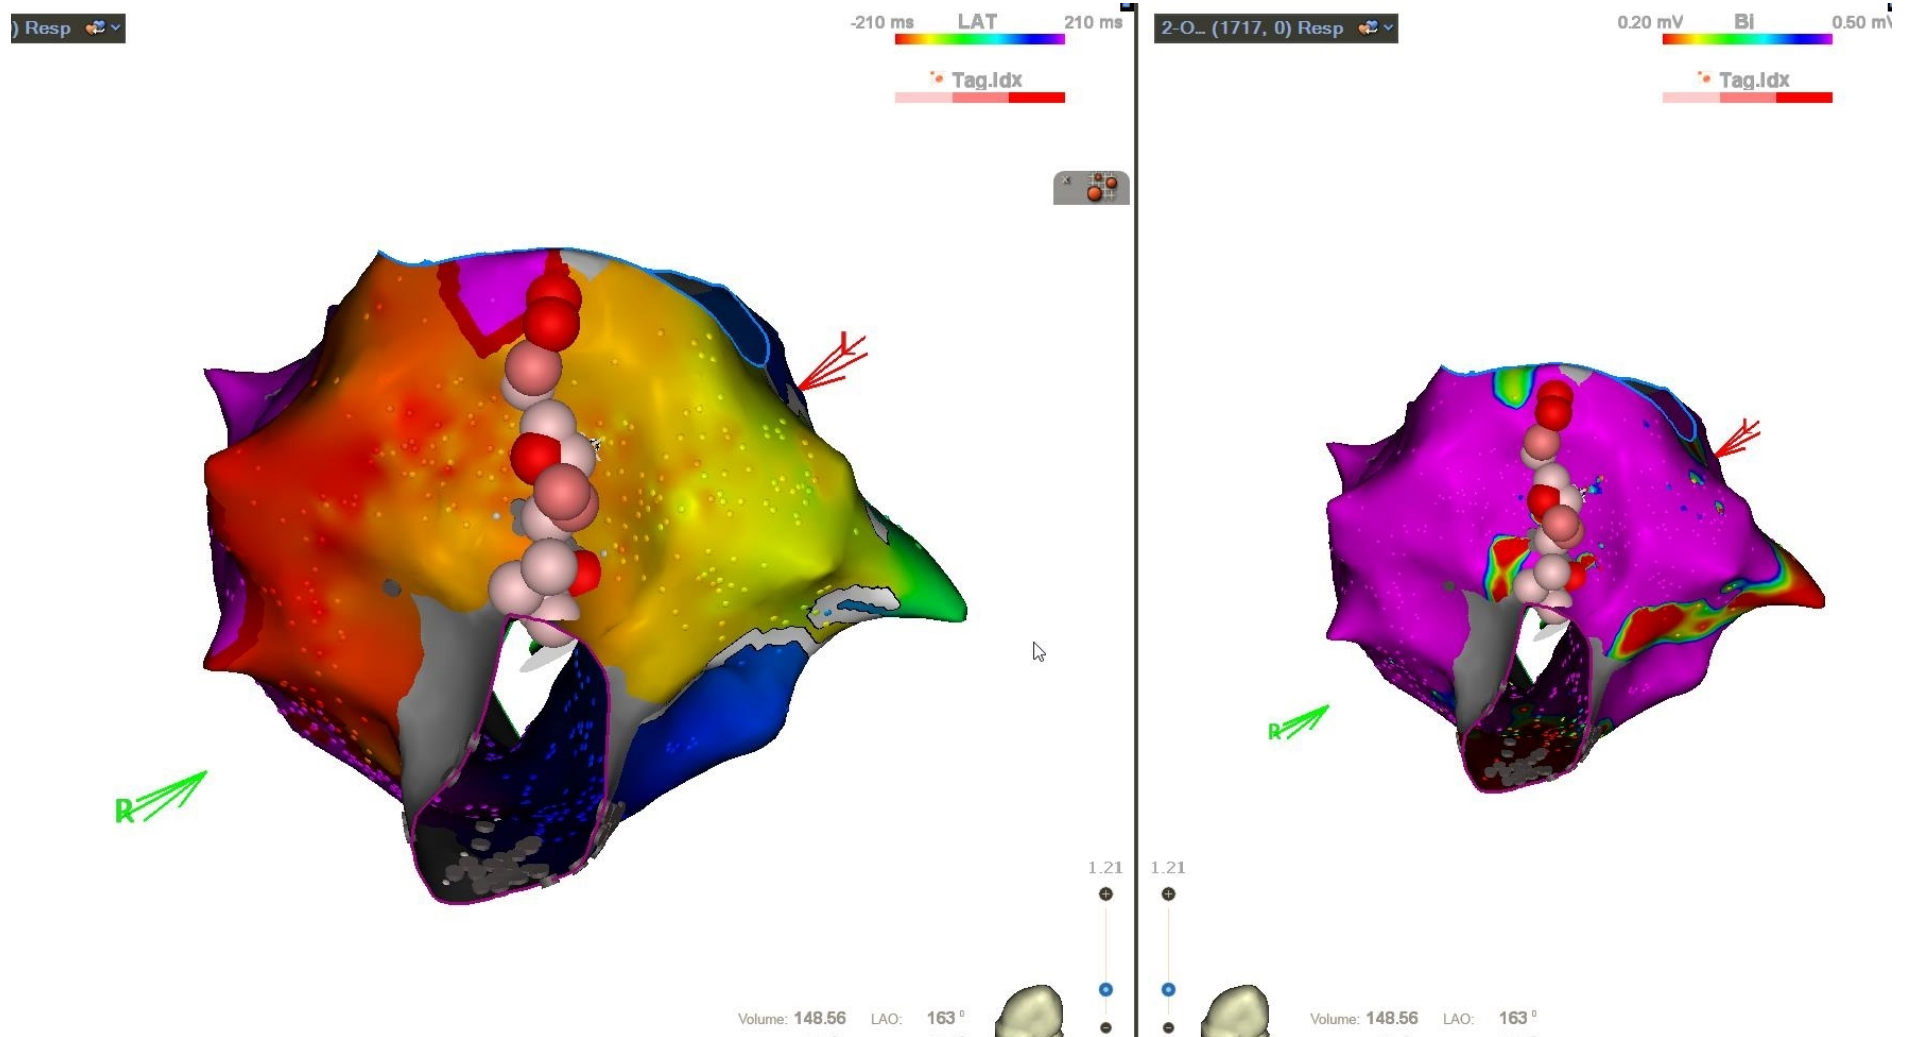 ) Resp
-210 ms LAT 210 ms
Tag.Idx
L
R
1.21
Volume: 148.56 LAO: 163 °
2-O... (1717, 0) Resp
0.20 mV Bi 0.50 mV
Tag.Idx
L
R
1.21
Volume: 148.56 LAO: 163 °